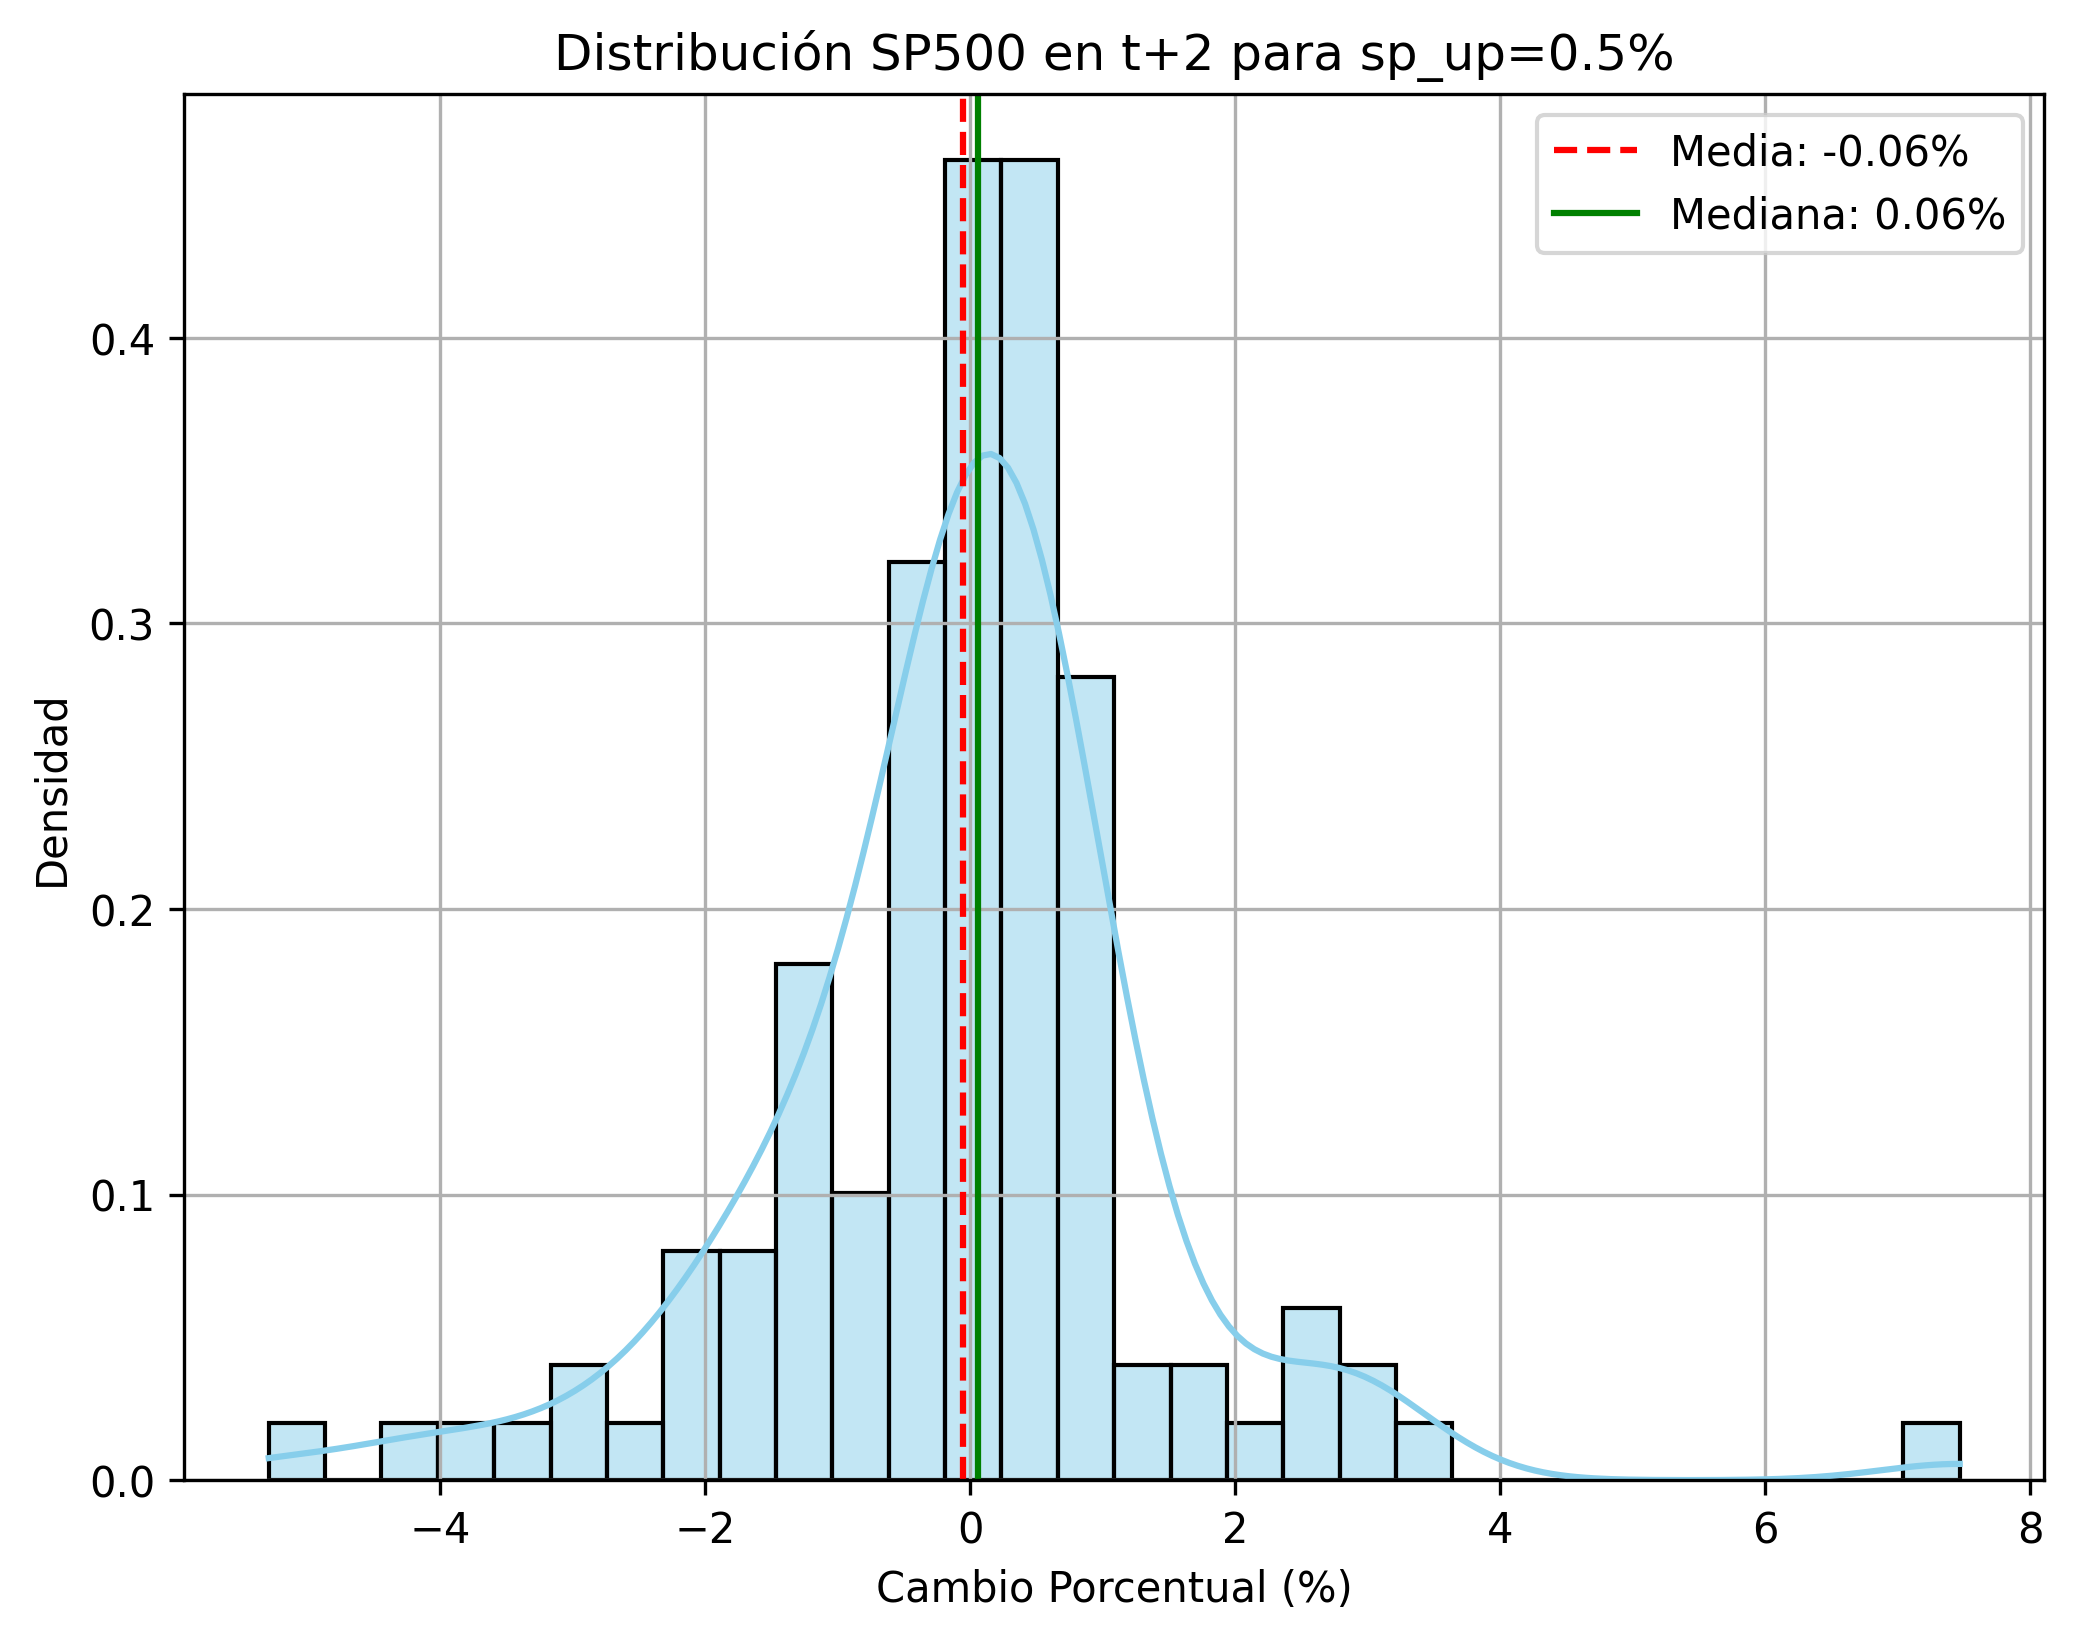 Distribución SP500 en t+2 para sp_up=0.5%
Media: -0.06%
Mediana: 0.06%
Densidad
0.4
0.3
0.2
0.1
0.0
−4 −2 0 2 4 6 8
Cambio Porcentual (%)